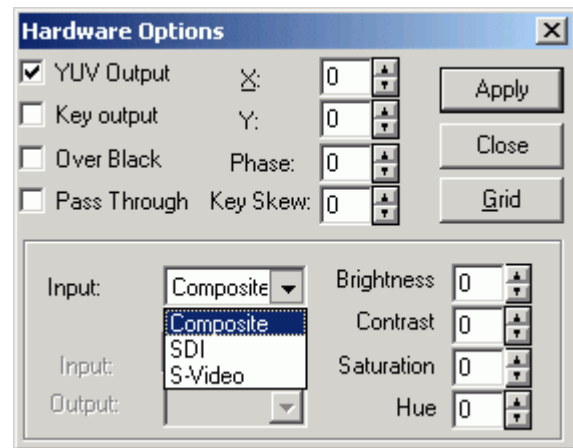 Hardware Options
YUV Output X: 0 Apply
Key output Y: 0
Over Black Phase: 0 Close
Pass Through Key Skew: 0 Grid
Input: Composite Brightness 0
Composite Contrast 0
SDI
Input: S-Video Saturation 0
Output: Hue 0